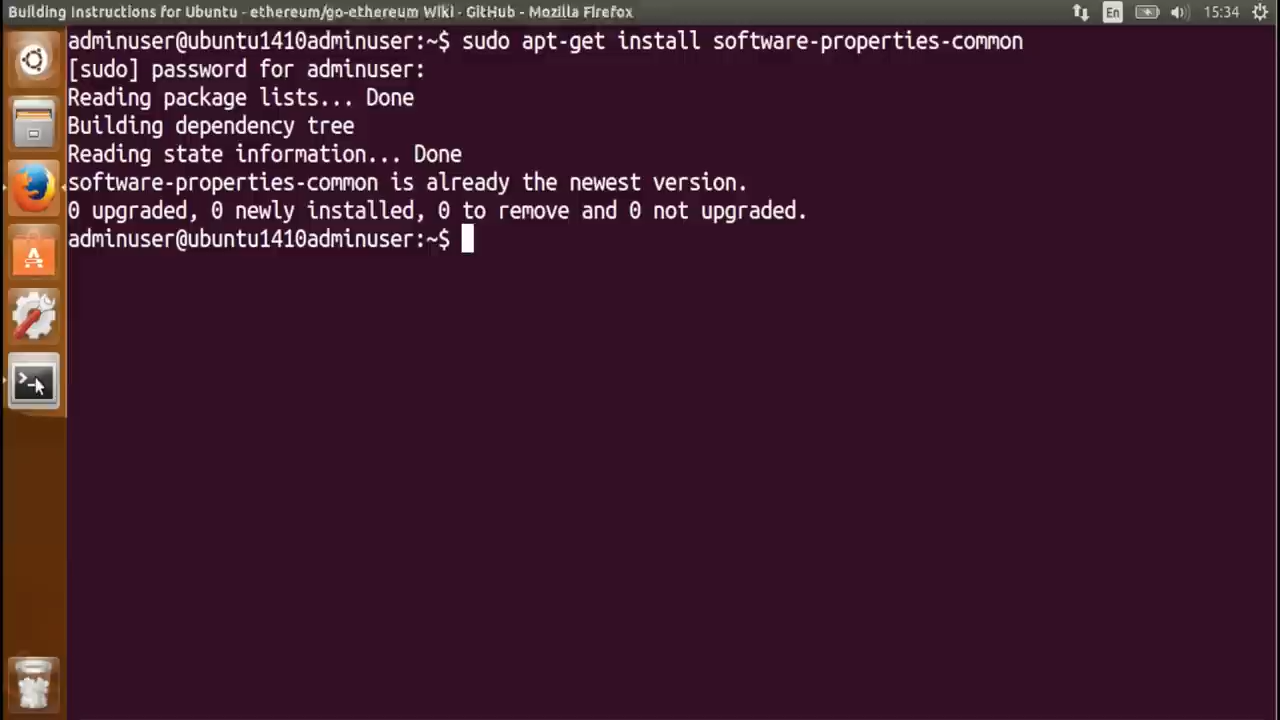 Building Instructions for Ubuntu · ethereum/go-ethereum Wiki · GitHub - Mozilla Firefox
En
15:34
adminuser@ubuntu1410adminuser:~$ sudo apt-get install software-properties-common
[sudo] password for adminuser:
Reading package lists... Done
Building dependency tree
Reading state information... Done
software-properties-common is already the newest version.
0 upgraded, 0 newly installed, 0 to remove and 0 not upgraded.
adminuser@ubuntu1410adminuser:~$